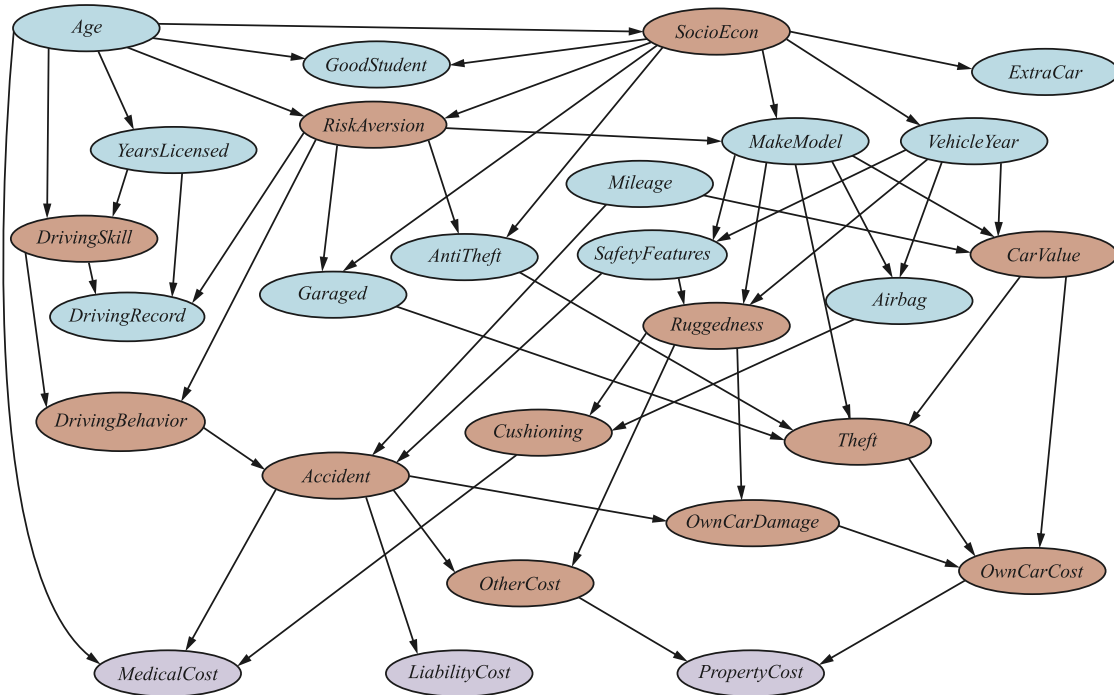 Age
SocioEcon
GoodStudent
ExtraCar
RiskAversion
YearsLicensed
MakeModel
VehicleYear
Mileage
DrivingSkill
AntiTheft
SafetyFeatures
CarValue
Garaged
Airbag
DrivingRecord
Ruggedness
DrivingBehavior
Cushioning
Theft
Accident
OwnCarDamage
OtherCost
OwnCarCost
MedicalCost
LiabilityCost
PropertyCost